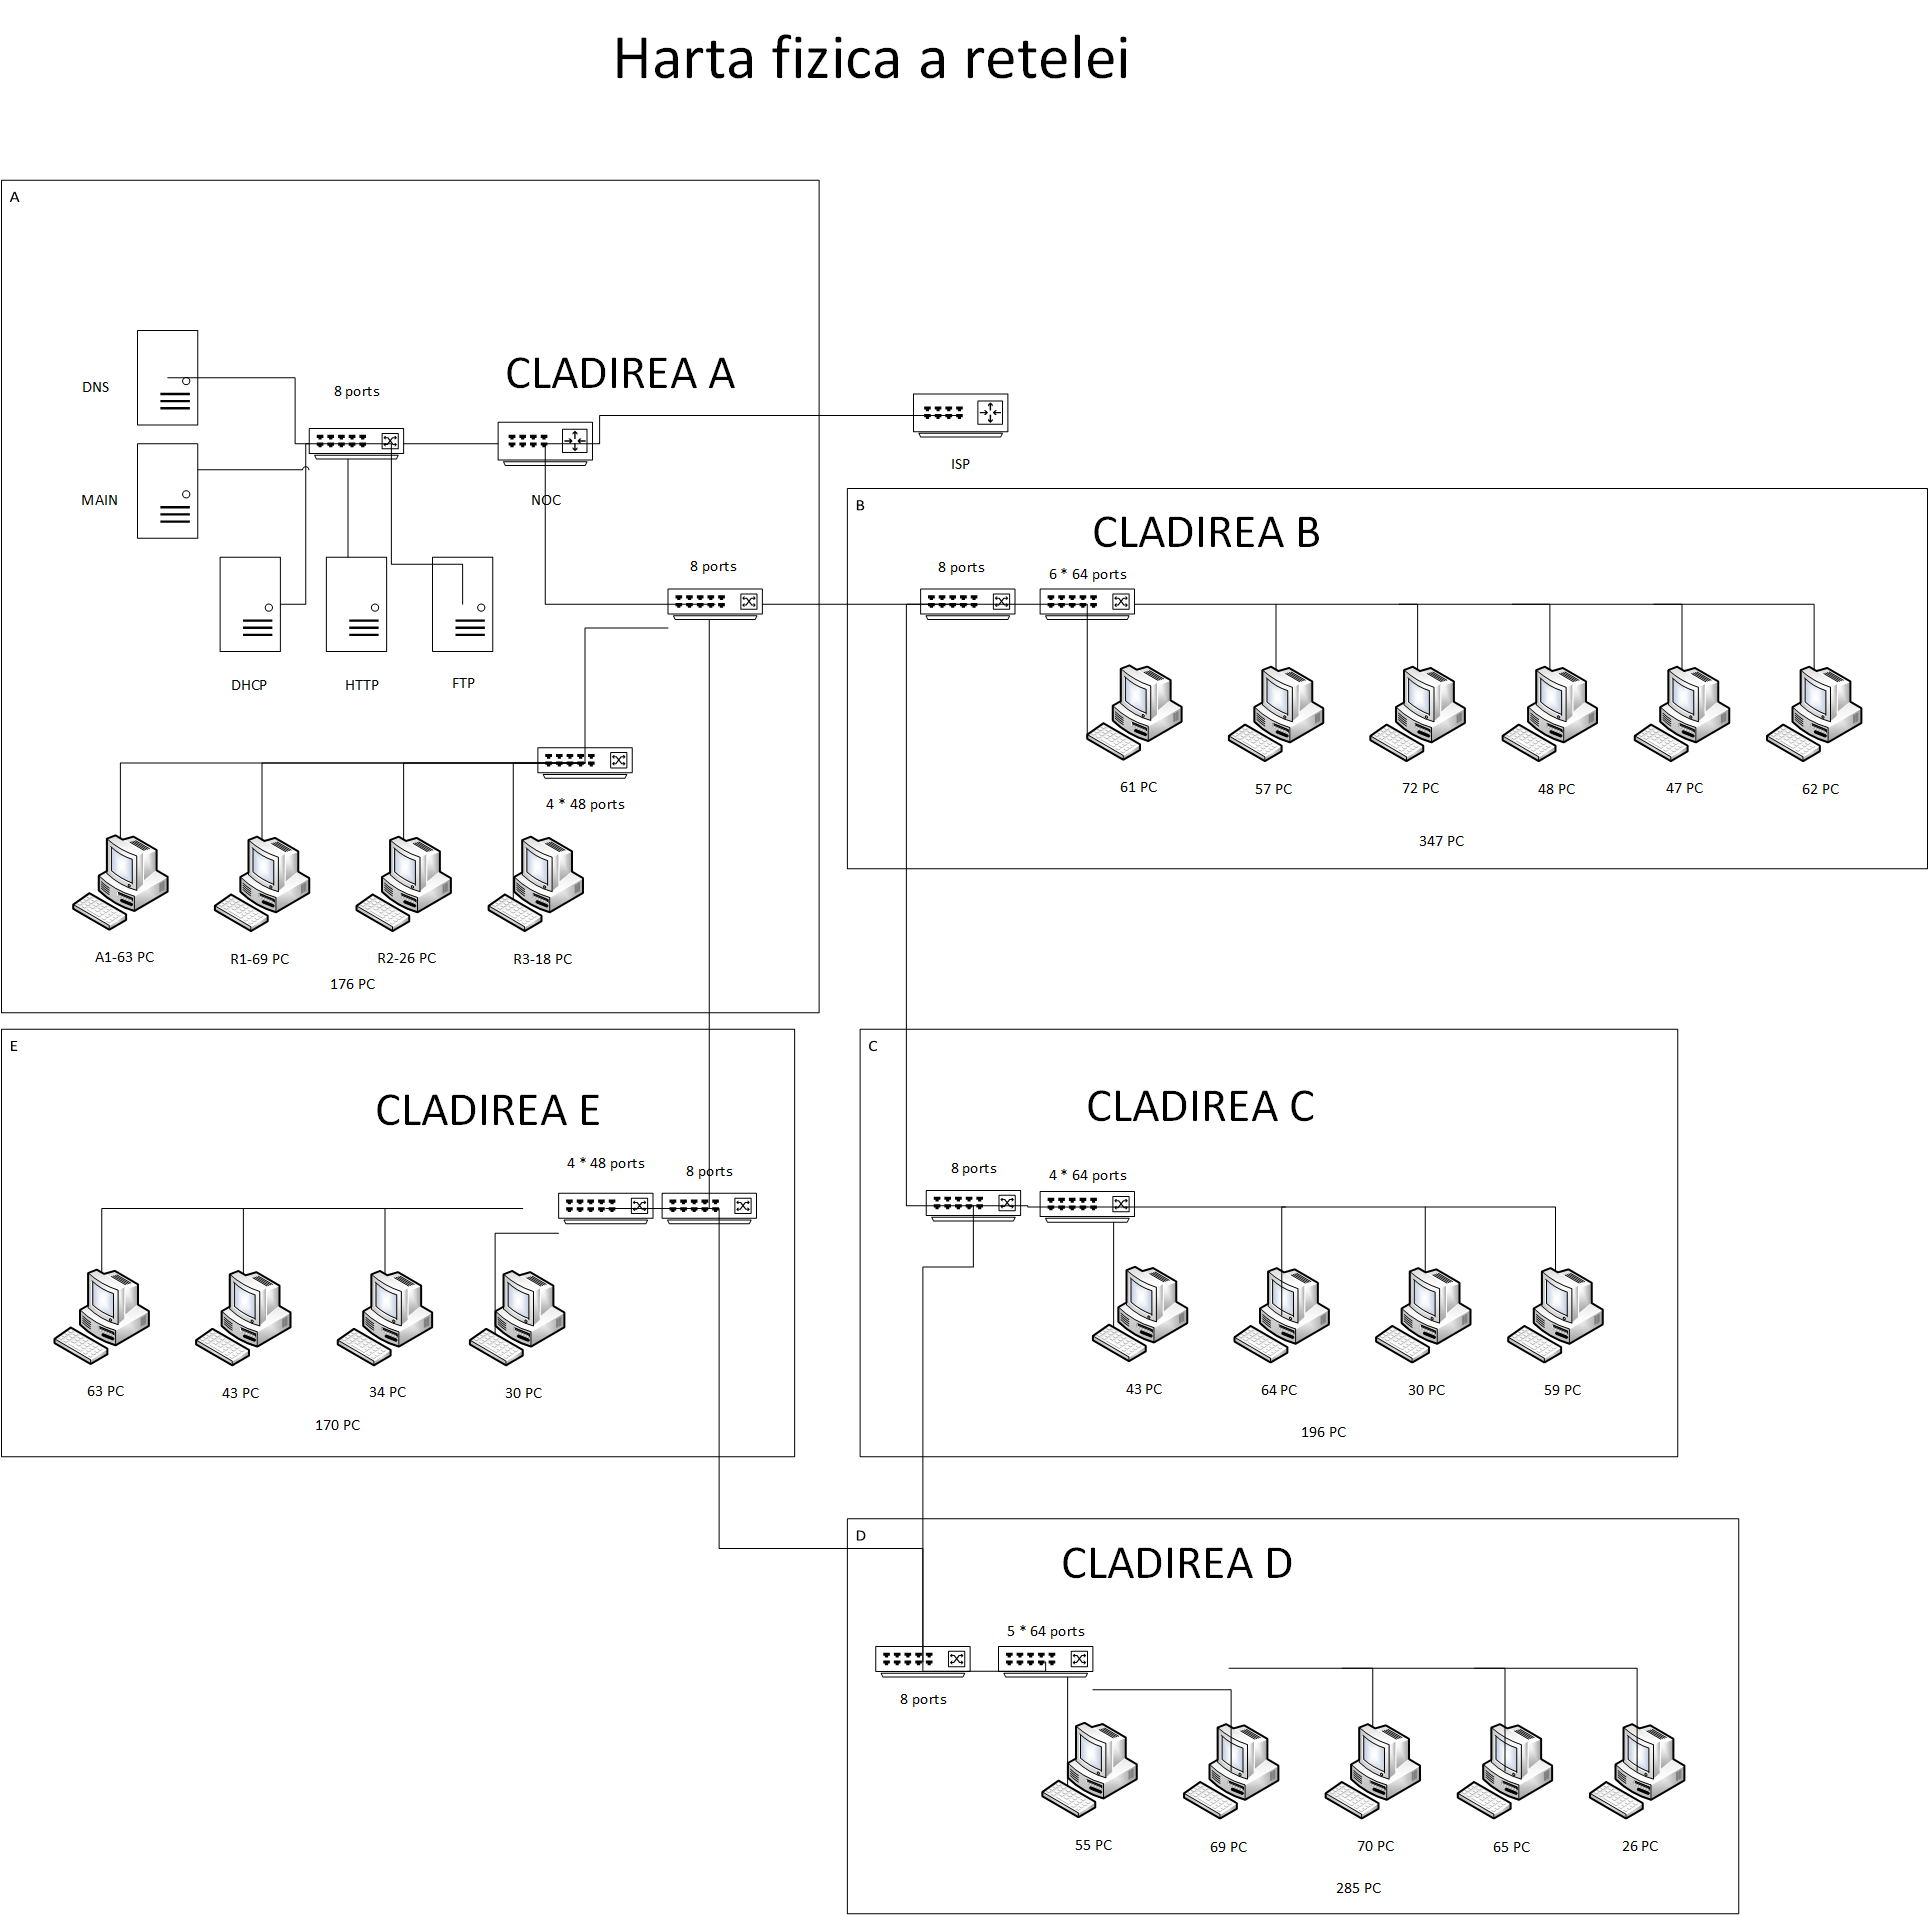 Harta fizica a retelei
A
CLADIREA A
DNS
8 ports
MAIN
NOC
ISP
8 ports
DHCP
HTTP
FTP
4 * 48 ports
A1-63 PC
R1-69 PC
R2-26 PC
R3-18 PC
176 PC
B
CLADIREA B
8 ports
6 * 64 ports
61 PC
57 PC
72 PC
48 PC
47 PC
62 PC
347 PC
E
CLADIREA E
4 * 48 ports
8 ports
63 PC
43 PC
34 PC
30 PC
170 PC
C
CLADIREA C
8 ports
4 * 64 ports
43 PC
64 PC
30 PC
59 PC
196 PC
D
CLADIREA D
5 * 64 ports
8 ports
55 PC
69 PC
70 PC
65 PC
26 PC
285 PC